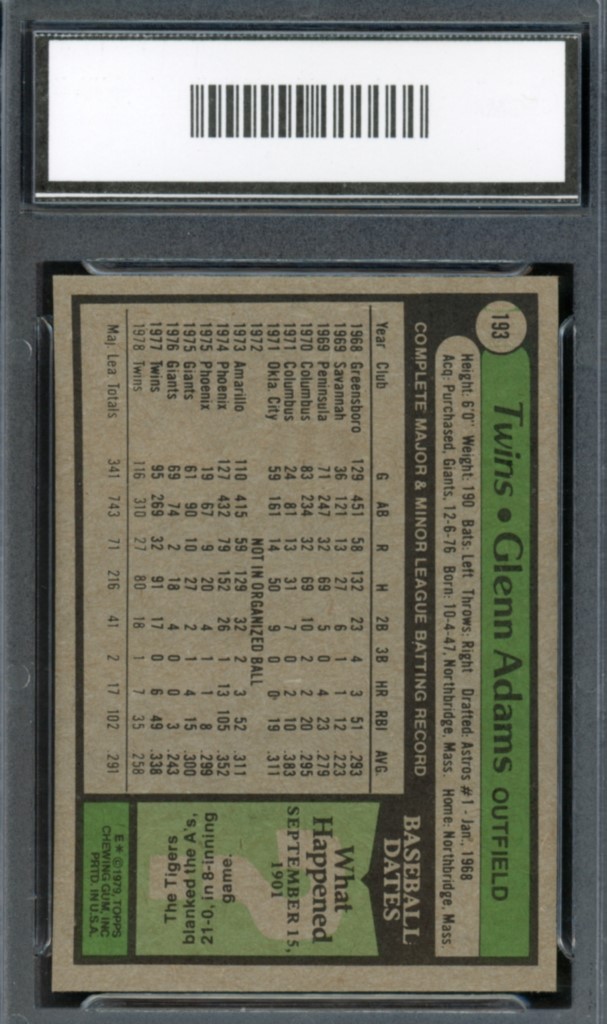 193
Twins • Glenn Adams OUTFIELD
Height: 6'0" Weight: 190 Bats: Left Throws: Right Drafted: Astros #1 - Jan., 1968
Acq: Purchased, Giants, 12-6-76 Born: 10-4-47, Northbridge, Mass. Home: Northbridge, Mass.
COMPLETE MAJOR & MINOR LEAGUE BATTING RECORD
Year Club G AB R H 2B 3B HR RBI AVG.
1968 Greensboro 129 451 58 132 23 4 3 51 .293
1969 Savannah 36 121 13 27 6 1 1 12 .223
1969 Peninsula 71 247 32 69 5 0 4 23 .279
1970 Columbus 83 234 32 69 10 2 2 20 .295
1971 Columbus 24 81 13 31 7 0 2 10 .383
1971 Okla. City 59 161 14 50 9 0 0 19 .311
1972 NOT IN ORGANIZED BALL
1973 Amarillo 110 415 59 129 32 2 3 52 .311
1974 Phoenix 127 432 79 152 26 1 13 105 .352
1975 Phoenix 19 67 9 20 4 1 1 8 .299
1975 Giants 61 90 10 27 2 1 4 15 .300
1976 Giants 69 74 2 18 4 0 0 3 .243
1977 Twins 95 269 32 91 17 0 6 49 .338
1978 Twins 116 310 27 80 18 1 7 35 .258
Maj. Lea Totals 341 743 71 216 41 2 17 102 .291
BASEBALL
DATES
What
Happened
SEPTEMBER 15,
1901
The Tigers
blanked the A's,
21-0, in 8-inning
game.
E* © 1979, TOPPS
CHEWING GUM, INC
PRTD. IN U.S.A.